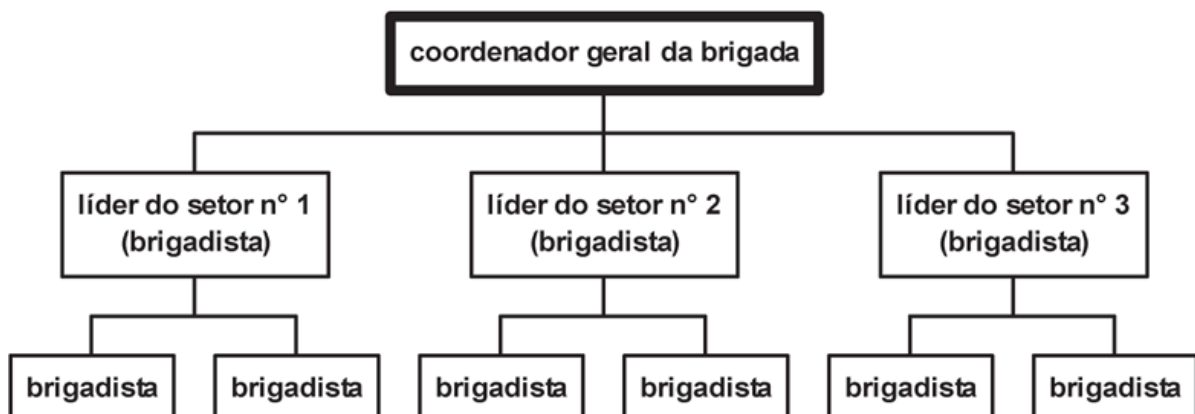 coordenador geral da brigada
líder do setor n° 1
(brigadista)
líder do setor n° 2
(brigadista)
líder do setor n° 3
(brigadista)
brigadista
brigadista
brigadista
brigadista
brigadista
brigadista